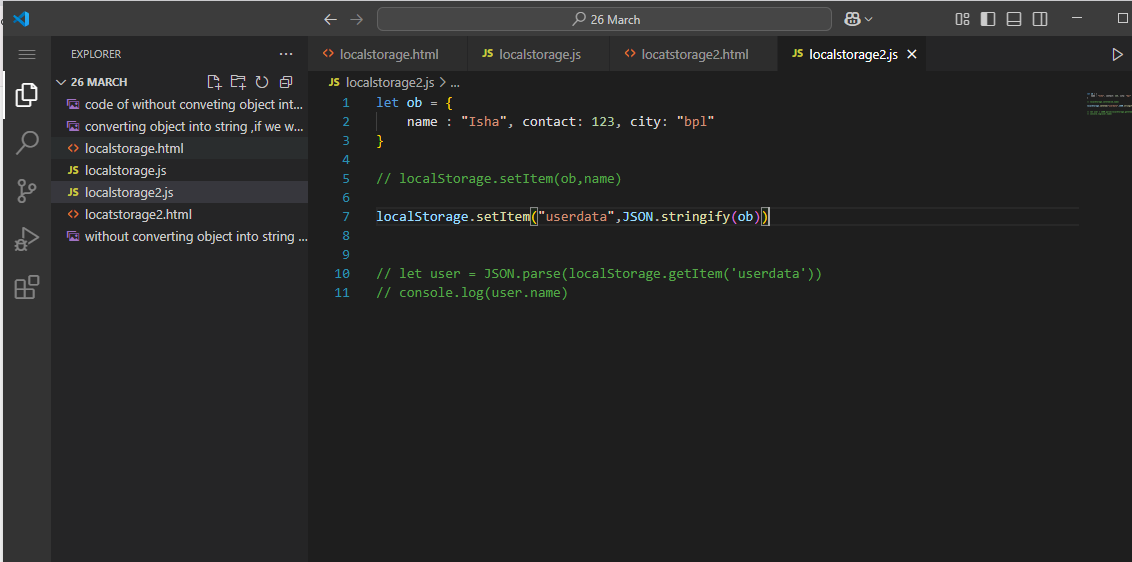 26 March
EXPLORER
localstorage.html
JS localstorage.js
locatstorage2.html
JS localstorage2.js
26 MARCH
JS localstorage2.js > ...
code of without conveting object int...
converting object into string ,if we w...
localstorage.html
JS localstorage.js
JS localstorage2.js
locatstorage2.html
without converting object into string ...
1 let ob = {
2 name : "Isha", contact: 123, city: "bpl"
3 }
4
5 // localStorage.setItem(ob,name)
6
7 localStorage.setItem("userdata",JSON.stringify(ob))
8
9
10 // let user = JSON.parse(localStorage.getItem('userdata'))
11 // console.log(user.name)